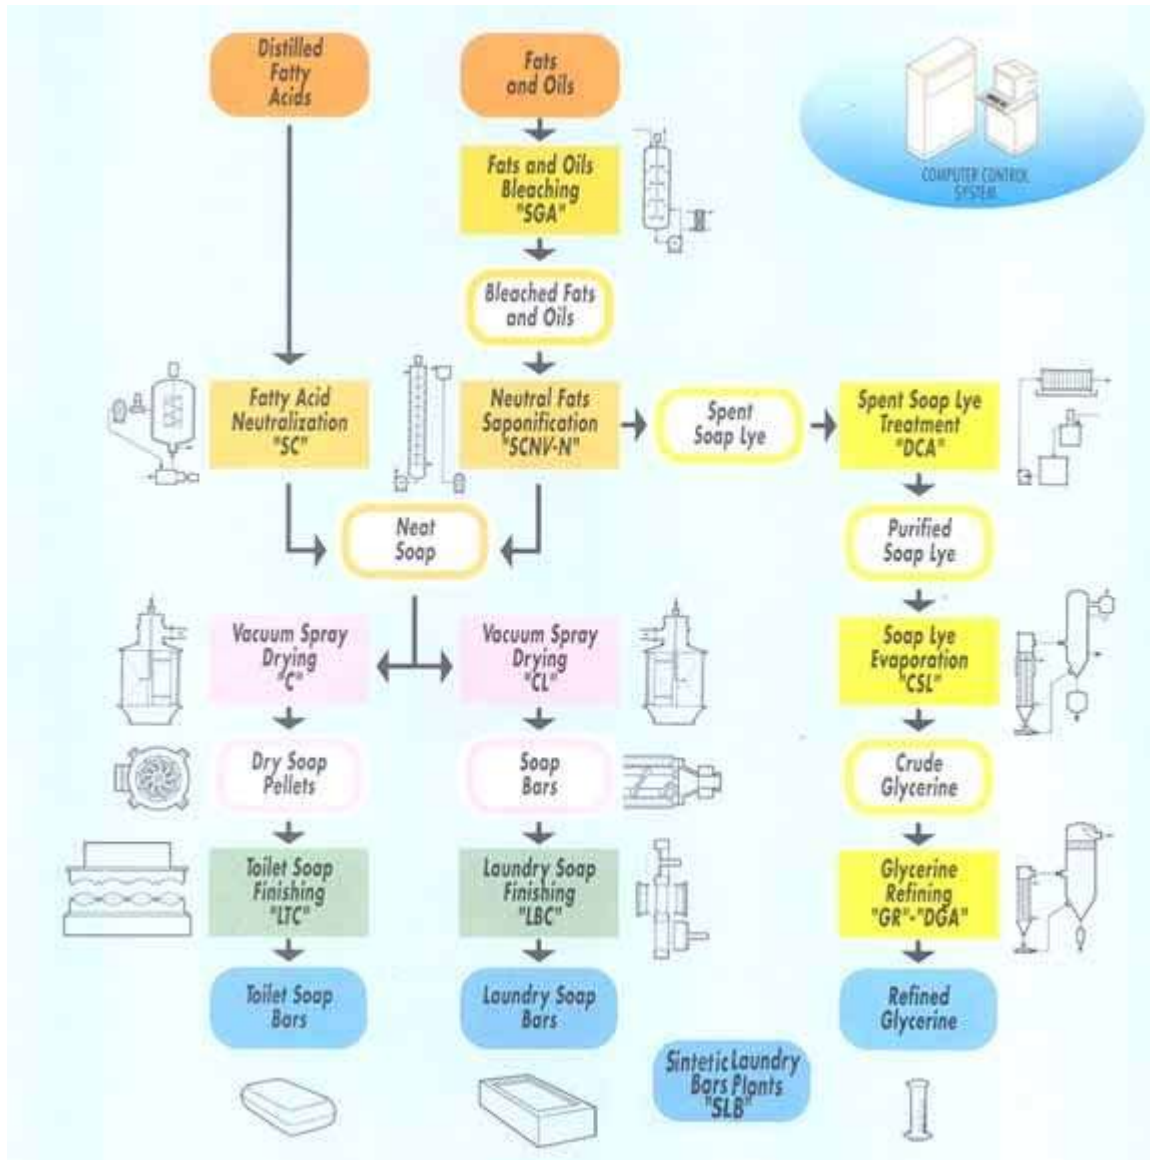 Distilled
Fatty
Acids
Fats
and Oils
COMPUTER CONTROL
SYSTEM
Fats and Oils
Bleaching
"SGA"
Bleached Fats
and Oils
Fatty Acid
Neutralization
"SC"
Neutral Fats
Saponification
"SCNV-N"
Spent
Soap Lye
Spent Soap Lye
Treatment
"DCA"
Neat
Soap
Purified
Soap Lye
Vacuum Spray
Drying
"C"
Vacuum Spray
Drying
"CL"
Soap Lye
Evaporation
"CSL"
Dry Soap
Pellets
Soap
Bars
Crude
Glycerine
Toilet Soap
Finishing
"LTC"
Laundry Soap
Finishing
"LBC"
Glycerine
Refining
"GR"-"DGA"
Toilet Soap
Bars
Laundry Soap
Bars
Refined
Glycerine
Sintetic Laundry
Bars Plants
"SLB"